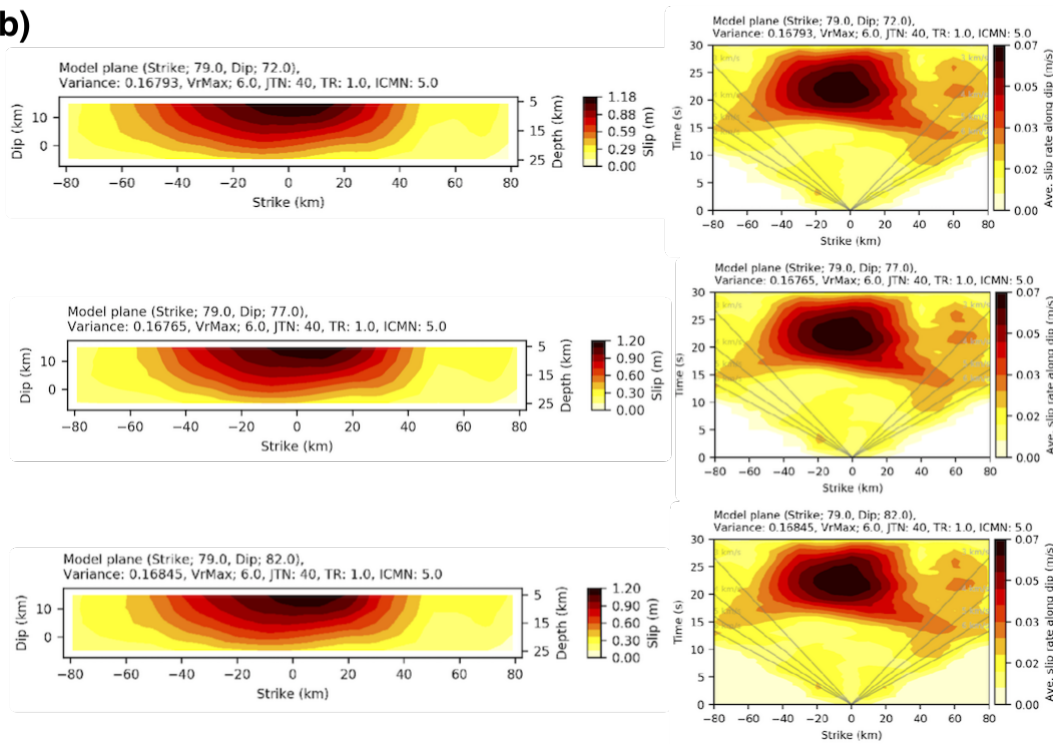 b)
Model plane (Strike; 79.0, Dip; 72.0),
Variance: 0.16793, VrMax; 6.0, JTN: 40, TR: 1.0, ICMN: 5.0
Dip (km)
10
0
−80 −60 −40 −20 0 20 40 60 80
Strike (km)
5
15
25
Depth (km)
1.18
0.88
0.59
0.29
0.00
Slip (m)
Model plane (Strike; 79.0, Dip; 72.0),
Variance: 0.16793, VrMax; 6.0, JTN: 40, TR: 1.0, ICMN: 5.0
Time (s)
30
25
20
15
10
5
0
−80 −60 −40 −20 0 20 40 60 80
Strike (km)
0.07
0.05
0.03
0.02
0.00
Ave. slip rate along dip (m/s)
Model plane (Strike; 79.0, Dip; 77.0),
Variance: 0.16765, VrMax; 6.0, JTN: 40, TR: 1.0, ICMN: 5.0
Dip (km)
10
0
−80 −60 −40 −20 0 20 40 60 80
Strike (km)
5
15
25
Depth (km)
1.20
0.90
0.60
0.30
0.00
Slip (m)
Model plane (Strike; 79.0, Dip; 77.0),
Variance: 0.16765, VrMax; 6.0, JTN: 40, TR: 1.0, ICMN: 5.0
Time (s)
30
25
20
15
10
5
0
−80 −60 −40 −20 0 20 40 60 80
Strike (km)
0.07
0.05
0.03
0.02
0.00
Ave. slip rate along dip (m/s)
Model plane (Strike; 79.0, Dip; 82.0),
Variance: 0.16845, VrMax; 6.0, JTN: 40, TR: 1.0, ICMN: 5.0
Dip (km)
10
0
−80 −60 −40 −20 0 20 40 60 80
Strike (km)
5
15
25
Depth (km)
1.20
0.90
0.60
0.30
0.00
Slip (m)
Model plane (Strike; 79.0, Dip; 82.0),
Variance: 0.16845, VrMax; 6.0, JTN: 40, TR: 1.0, ICMN: 5.0
Time (s)
30
25
20
15
10
5
0
−80 −60 −40 −20 0 20 40 60 80
Strike (km)
0.07
0.05
0.03
0.02
0.00
Ave. slip rate along dip (m/s)